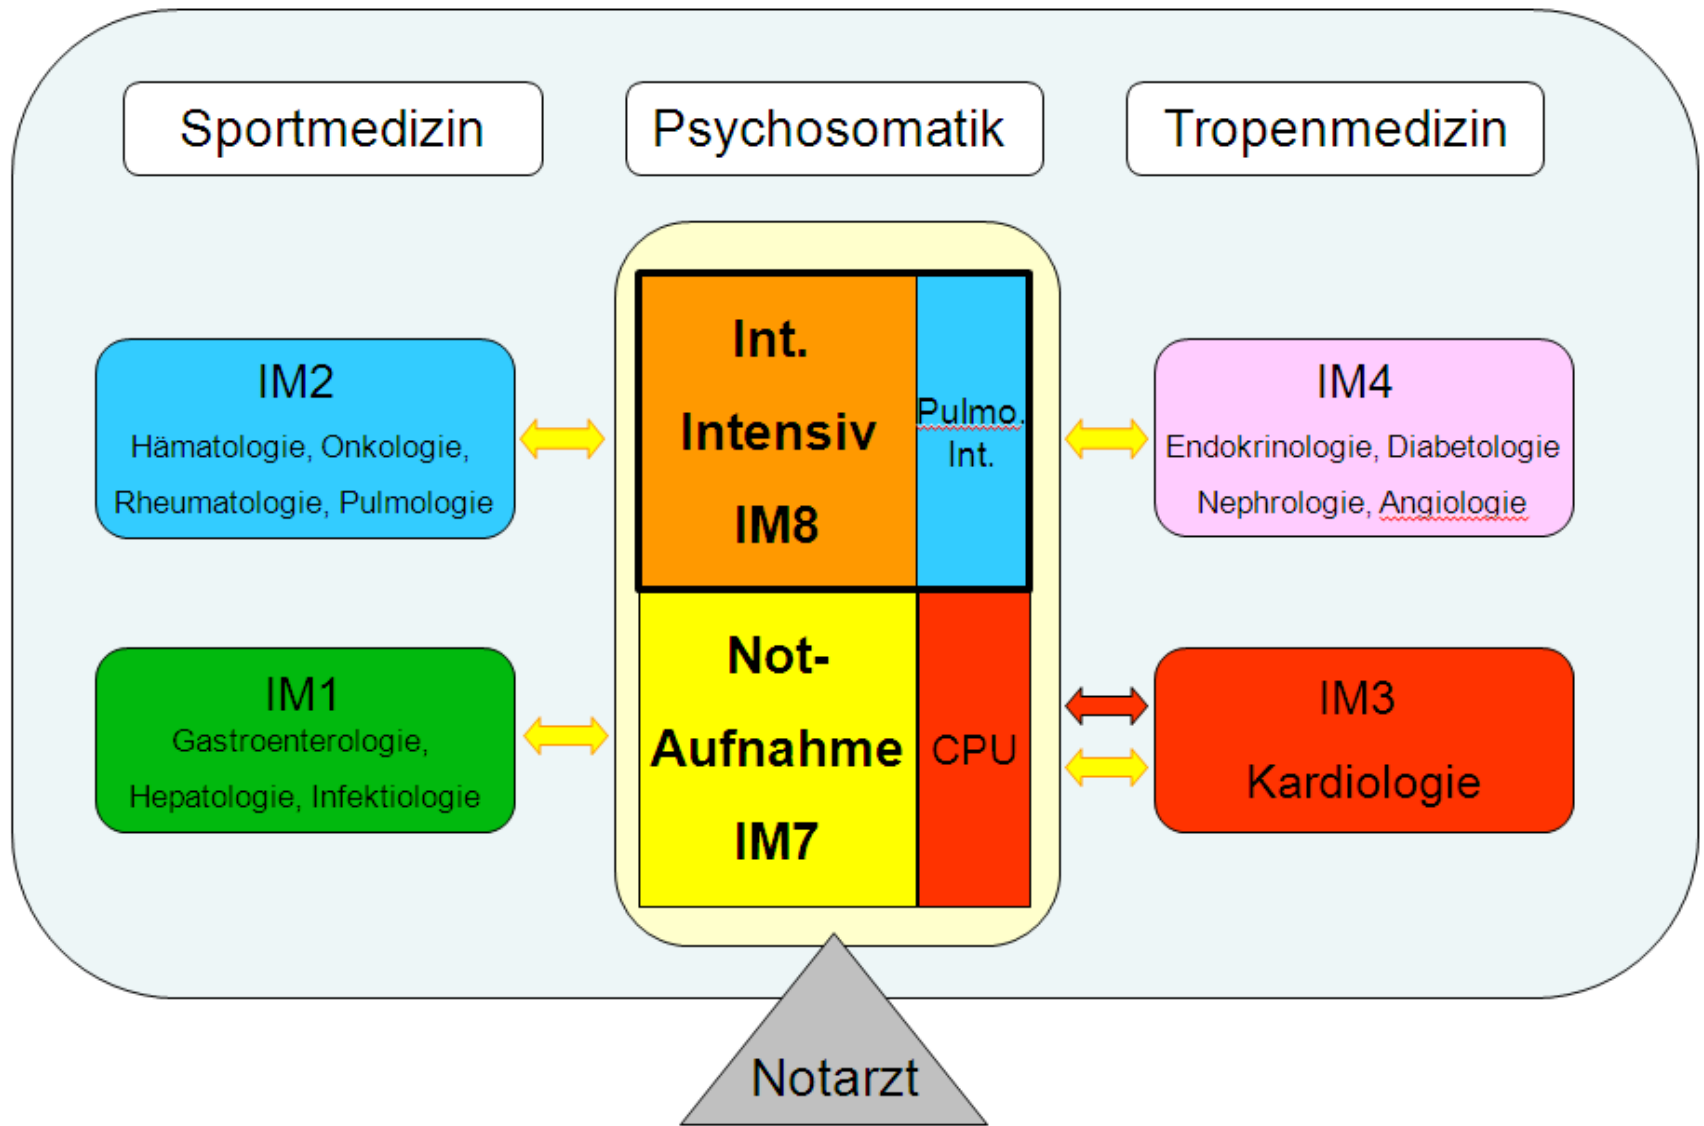 Sportmedizin
Psychosomatik
Tropenmedizin
IM2
Hämatologie, Onkologie,
Rheumatologie, Pulmologie
Int.
Intensiv
IM8
Pulmo.
Int.
IM4
Endokrinologie, Diabetologie
Nephrologie, Angiologie
IM1
Gastroenterologie,
Hepatologie, Infektiologie
Not-
Aufnahme
IM7
CPU
IM3
Kardiologie
Notarzt